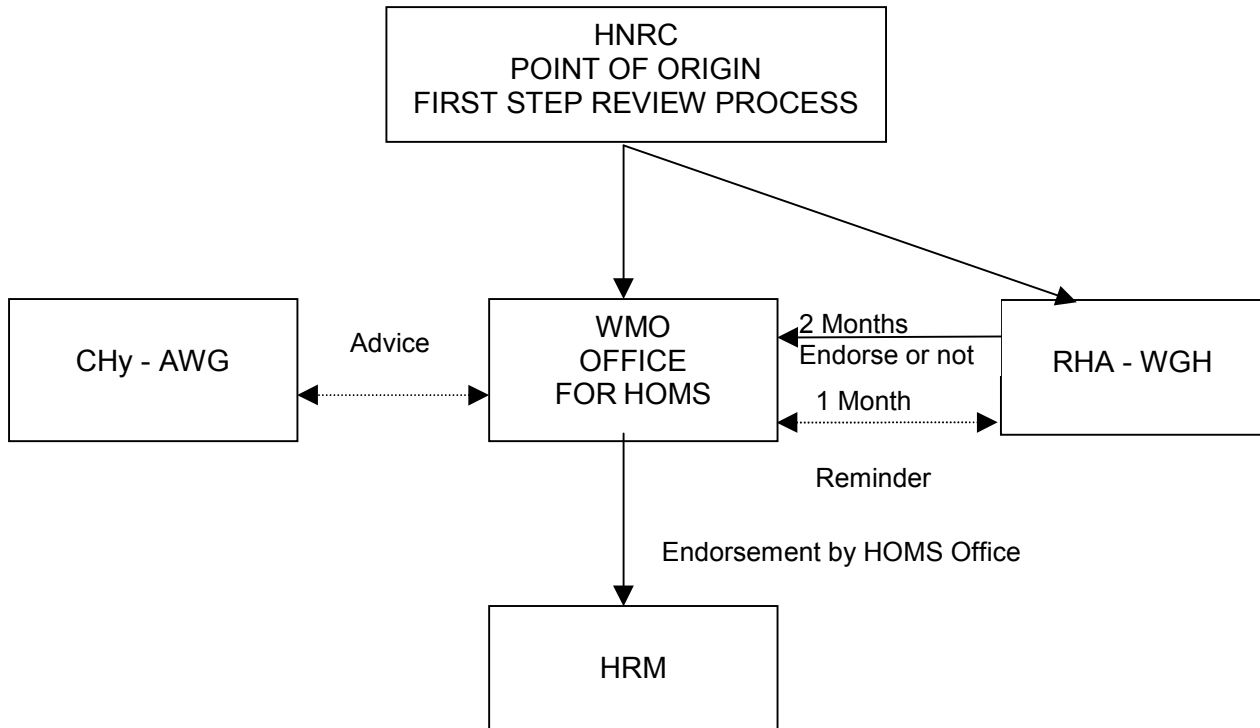 HNRC
POINT OF ORIGIN
FIRST STEP REVIEW PROCESS
CHy - AWG
Advice
WMO
OFFICE
FOR HOMS
2 Months
Endorse or not
1 Month
Reminder
RHA - WGH
Endorsement by HOMS Office
HRM